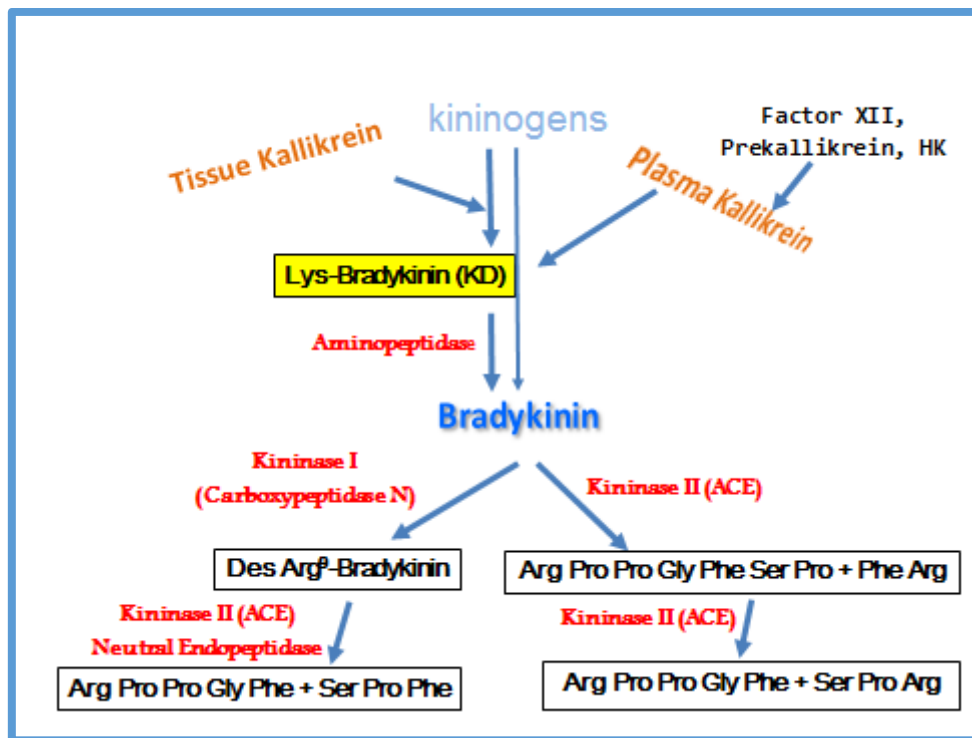 kininogens
Factor XII,
Prekallikrein, HK
Tissue Kallikrein
Plasma Kallikrein
Lys-Bradykinin (KD)
Aminopeptidase
Bradykinin
Kininase I
(Carboxypeptidase N)
Kininase II (ACE)
Des Arg⁹-Bradykinin
Arg Pro Pro Gly Phe Ser Pro + Phe Arg
Kininase II (ACE)
Neutral Endopeptidase
Kininase II (ACE)
Arg Pro Pro Gly Phe + Ser Pro Phe
Arg Pro Pro Gly Phe + Ser Pro Arg